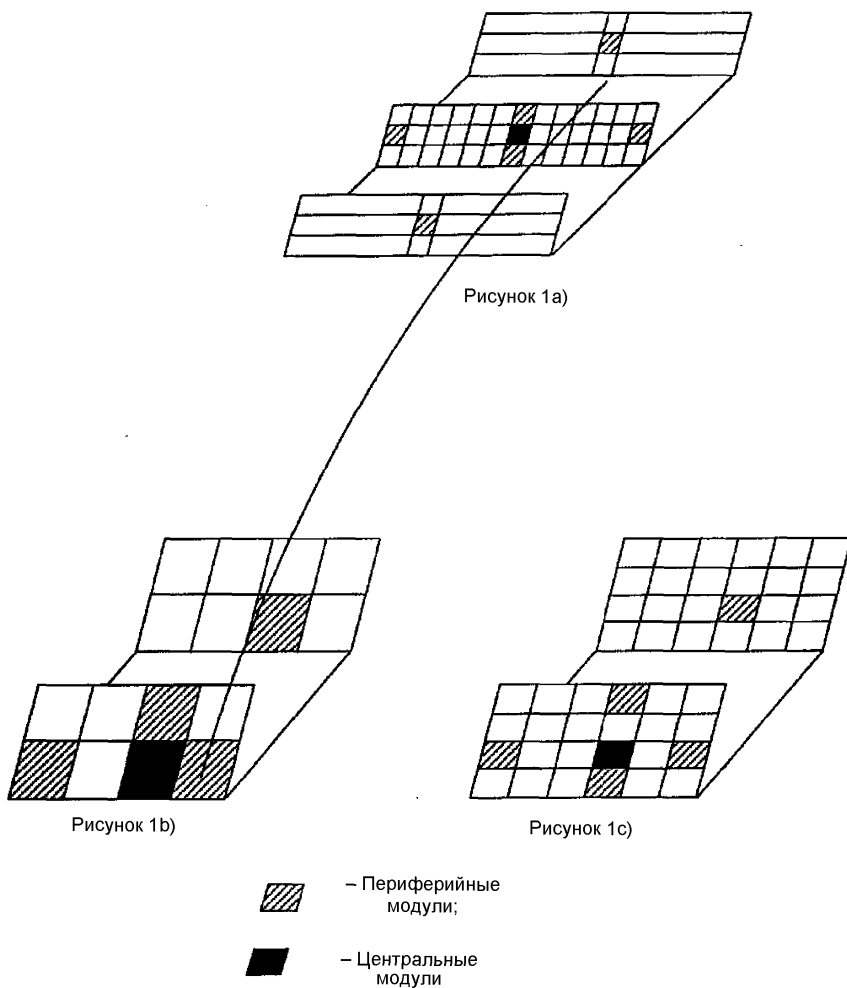 Рисунок 1a)
Рисунок 1b)
Рисунок 1c)
– Периферийные
модули;
– Центральные
модули